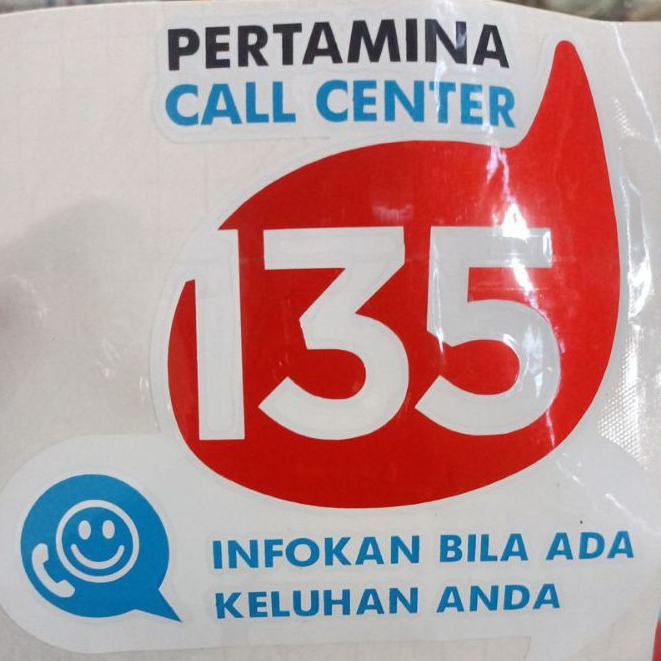 PERTAMINA
CALL CENTER
135
INFOKAN BILA ADA
KELUHAN ANDA